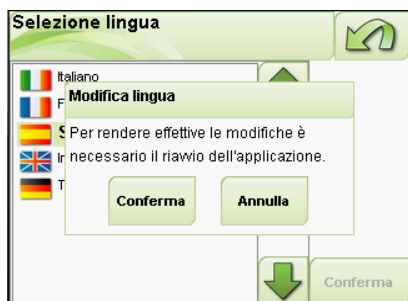 Selezione lingua
Italiano
Modifica lingua
Per rendere effettive le modifiche è
necessario il riavvio dell'applicazione.
Conferma
Annulla
Conferma